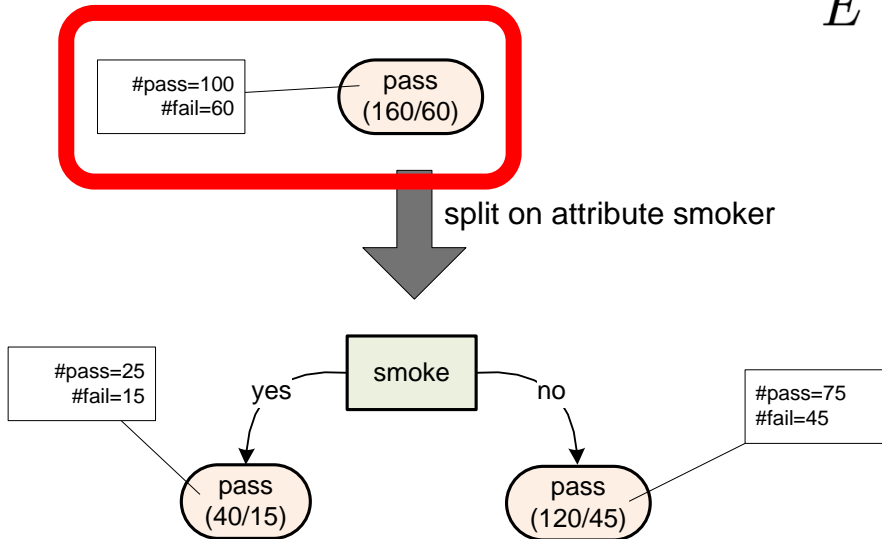 E
#pass=100
#fail=60
pass
(160/60)
split on attribute smoker
#pass=25
#fail=15
yes
smoke
no
#pass=75
#fail=45
pass
(40/15)
pass
(120/45)